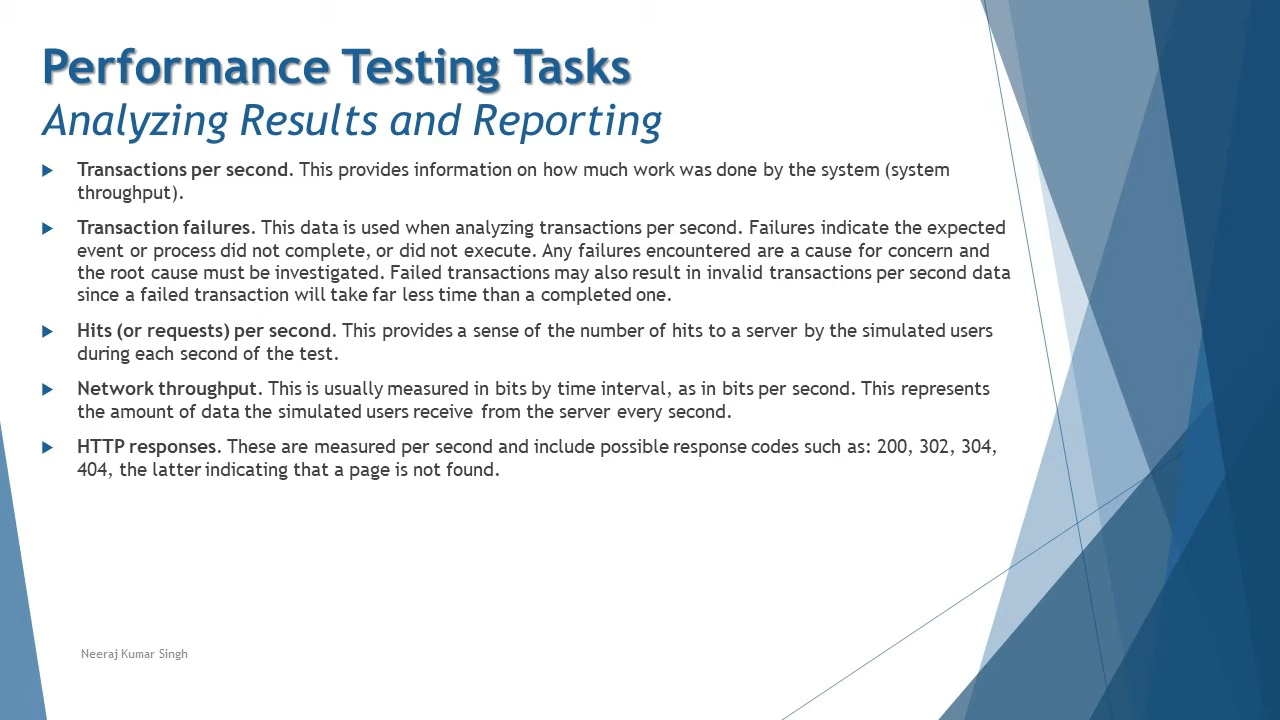 Performance Testing Tasks
Analyzing Results and Reporting
Transactions per second. This provides information on how much work was done by the system (system
throughput).
Transaction failures. This data is used when analyzing transactions per second. Failures indicate the expected
event or process did not complete, or did not execute. Any failures encountered are a cause for concern and
the root cause must be investigated. Failed transactions may also result in invalid transactions per second data
since a failed transaction will take far less time than a completed one.
Hits (or requests) per second. This provides a sense of the number of hits to a server by the simulated users
during each second of the test.
Network throughput. This is usually measured in bits by time interval, as in bits per second. This represents
the amount of data the simulated users receive from the server every second.
HTTP responses. These are measured per second and include possible response codes such as: 200, 302, 304,
404, the latter indicating that a page is not found.
Neeraj Kumar Singh